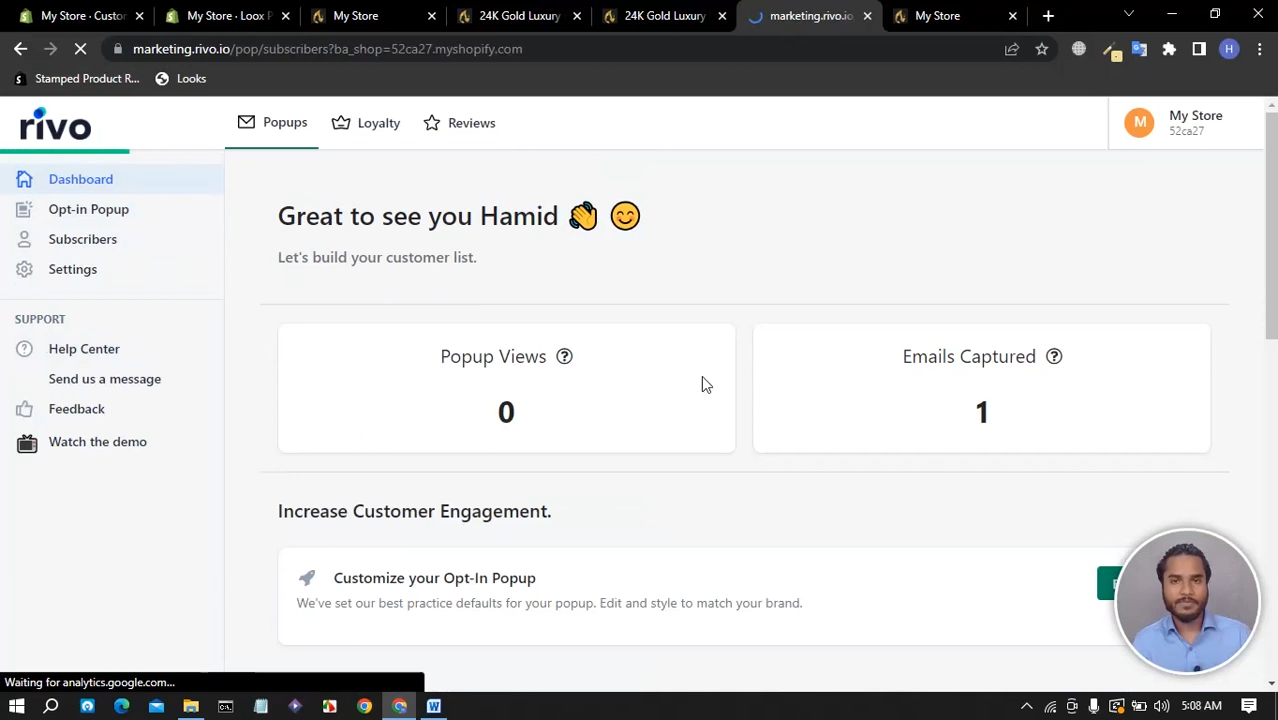 My Store · Custor
My Store · Loox P
My Store
24K Gold Luxury
24K Gold Luxury
marketing.rivo.io
My Store
marketing.rivo.io/pop/subscribers?ba_shop=52ca27.myshopify.com
H
Stamped Product R...
Looks
rivo
Popups
Loyalty
Reviews
M
My Store
52ca27
Dashboard
Opt-in Popup
Subscribers
Settings
SUPPORT
Help Center
Send us a message
Feedback
Watch the demo
Great to see you Hamid 👋 😊
Let's build your customer list.
Popup Views ?
0
Emails Captured ?
1
Increase Customer Engagement.
Customize your Opt-In Popup
We've set our best practice defaults for your popup. Edit and style to match your brand.
Waiting for analytics.google.com...
5:08 AM